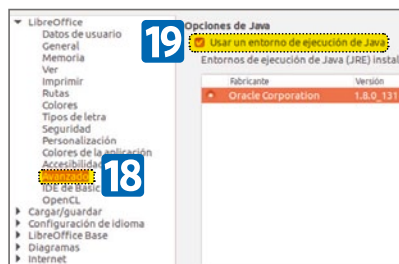 LibreOffice
Datos de usuario
General
Memoria
Ver
Imprimir
Rutas
Colores
Tipos de letra
Seguridad
Personalización
Colores de la aplicación
Accesibilidad
Avanzado
IDE de Basic
OpenCL
Cargar/guardar
Configuración de idioma
LibreOffice Base
Diagramas
Internet
18
19
Opciones de Java
Usar un entorno de ejecución de Java
Entornos de ejecución de Java (JRE) instal
Fabricante Versión
Oracle Corporation 1.8.0_131